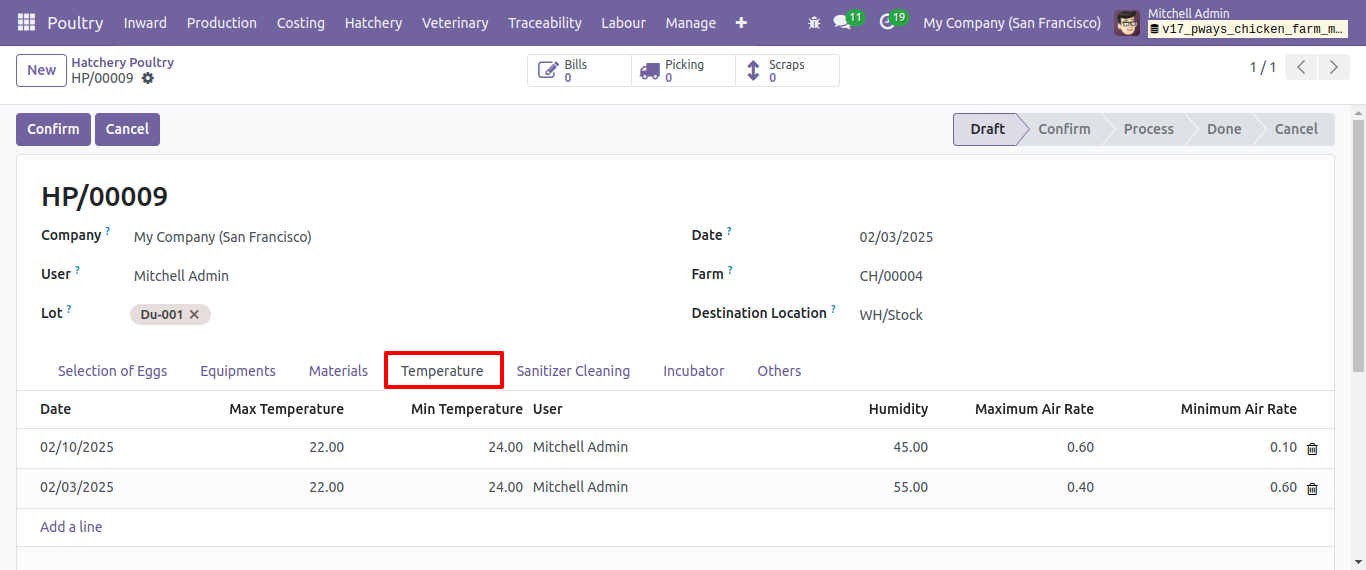 Poultry Inward Production Costing Hatchery Veterinary Traceability Labour Manage 11 19 My Company (San Francisco) Mitchell Admin
v17_pways_chicken_farm_m...
New Hatchery Poultry Bills Picking Scraps 1 / 1
HP/00009 0 0 0
Confirm Cancel Draft Confirm Process Done Cancel
HP/00009
Company ? My Company (San Francisco) Date ? 02/03/2025
User ? Mitchell Admin Farm ? CH/00004
Lot ? Du-001 Destination Location ? WH/Stock
Selection of Eggs Equipments Materials Temperature Sanitizer Cleaning Incubator Others
Date Max Temperature Min Temperature User Humidity Maximum Air Rate Minimum Air Rate
02/10/2025 22.00 24.00 Mitchell Admin 45.00 0.60 0.10
02/03/2025 22.00 24.00 Mitchell Admin 55.00 0.40 0.60
Add a line